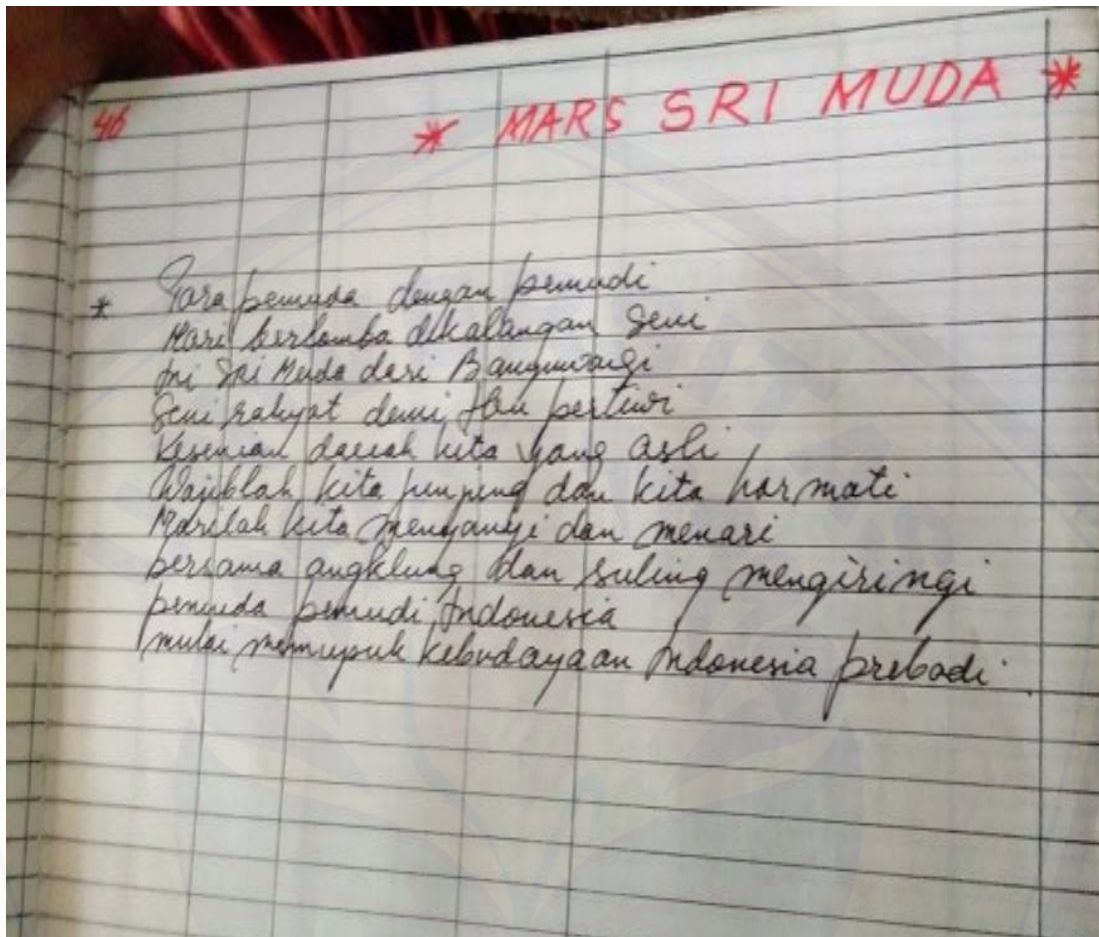 46
* MARS SRI MUDA *
* Para pemuda dengan pemudi
Mari berlomba dikalangan seni
Ini Sri Muda dari Banyuwangi
Seni rakyat demi Ibu pertiwi
Kesenian daerah kita yang asli
Wajiblah kita junjung dan kita hormati
Marilah kita menyanyi dan menari
bersama angklung dan suling mengiringi
pemuda pemudi Indonesia
mulai memupuk kebudayaan Indonesia prebadi